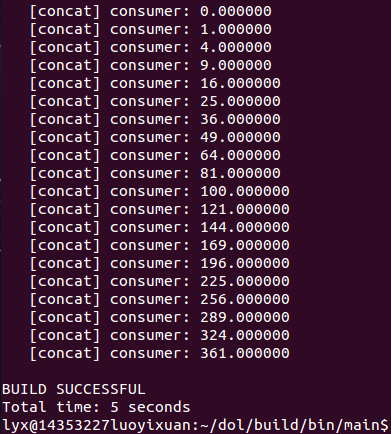 [concat] consumer: 0.000000
[concat] consumer: 1.000000
[concat] consumer: 4.000000
[concat] consumer: 9.000000
[concat] consumer: 16.000000
[concat] consumer: 25.000000
[concat] consumer: 36.000000
[concat] consumer: 49.000000
[concat] consumer: 64.000000
[concat] consumer: 81.000000
[concat] consumer: 100.000000
[concat] consumer: 121.000000
[concat] consumer: 144.000000
[concat] consumer: 169.000000
[concat] consumer: 196.000000
[concat] consumer: 225.000000
[concat] consumer: 256.000000
[concat] consumer: 289.000000
[concat] consumer: 324.000000
[concat] consumer: 361.000000
BUILD SUCCESSFUL
Total time: 5 seconds
lyx@14353227luoyixuan:~/dol/build/bin/main$